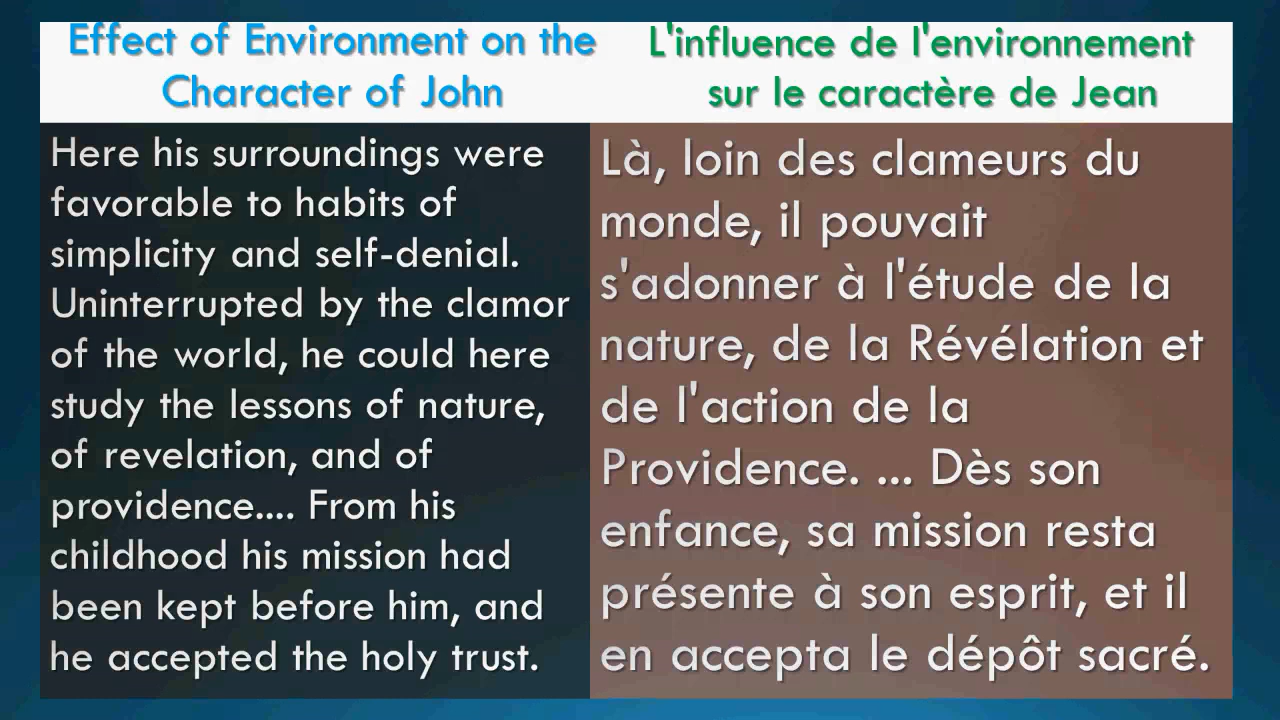 Effect of Environment on the
Character of John
L'influence de l'environnement
sur le caractère de Jean
Here his surroundings were
favorable to habits of
simplicity and self-denial.
Uninterrupted by the clamor
of the world, he could here
study the lessons of nature,
of revelation, and of
providence.... From his
childhood his mission had
been kept before him, and
he accepted the holy trust.
Là, loin des clameurs du
monde, il pouvait
s'adonner à l'étude de la
nature, de la Révélation et
de l'action de la
Providence. ... Dès son
enfance, sa mission resta
présente à son esprit, et il
en accepta le dépôt sacré.